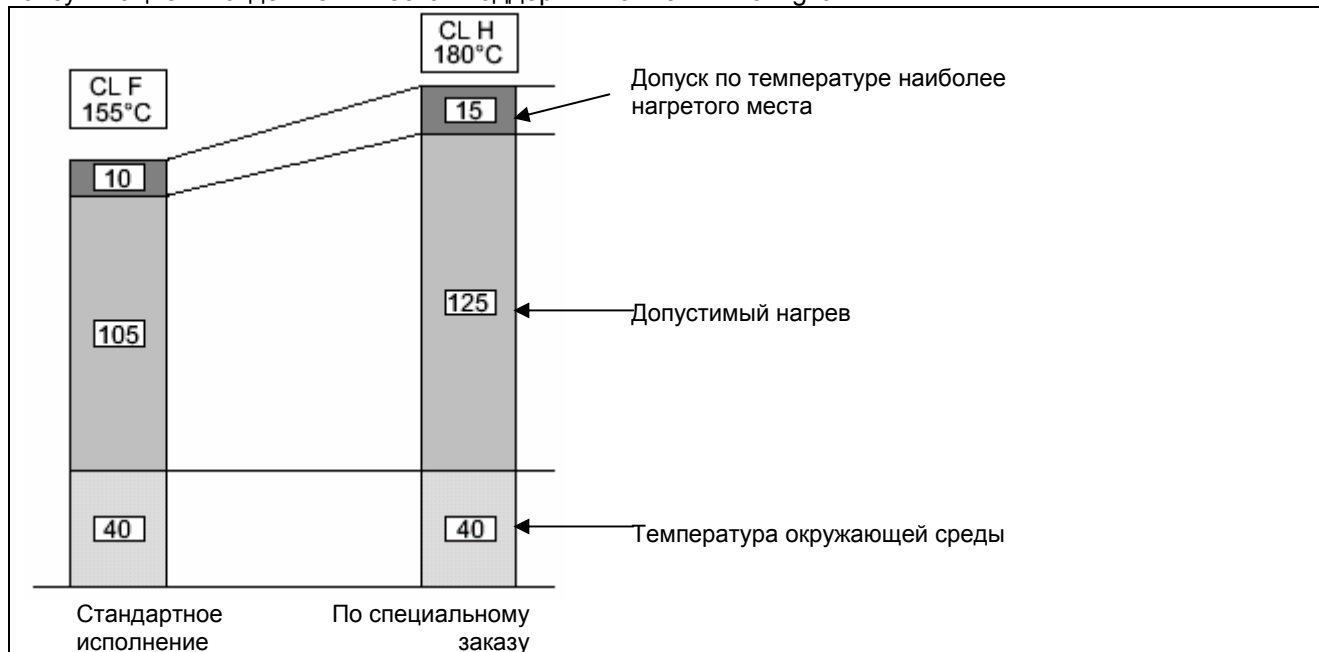 CL H
180°C
CL F
155°C
Допуск по температуре наиболее
нагретого места
15
10
125
Допустимый нагрев
105
40
40
Температура окружающей среды
Стандартное
исполнение
По специальному
заказу